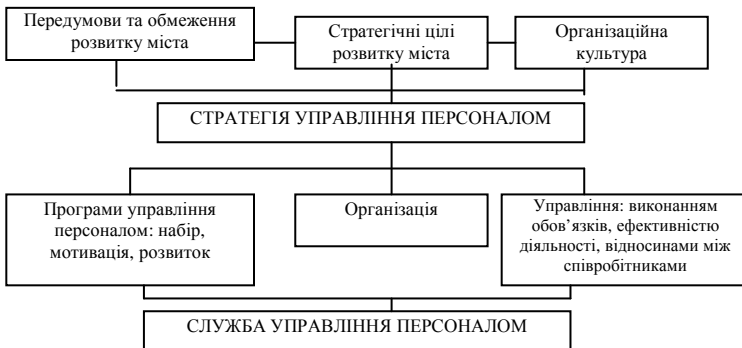 Передумови та обмеження
розвитку міста
Стратегічні цілі
розвитку міста
Організаційна
культура
СТРАТЕГІЯ УПРАВЛІННЯ ПЕРСОНАЛОМ
Програми управління
персоналом: набір,
мотивація, розвиток
Організація
Управління: виконанням
обов’язків, ефективністю
діяльності, відносинами між
співробітниками
СЛУЖБА УПРАВЛІННЯ ПЕРСОНАЛОМ